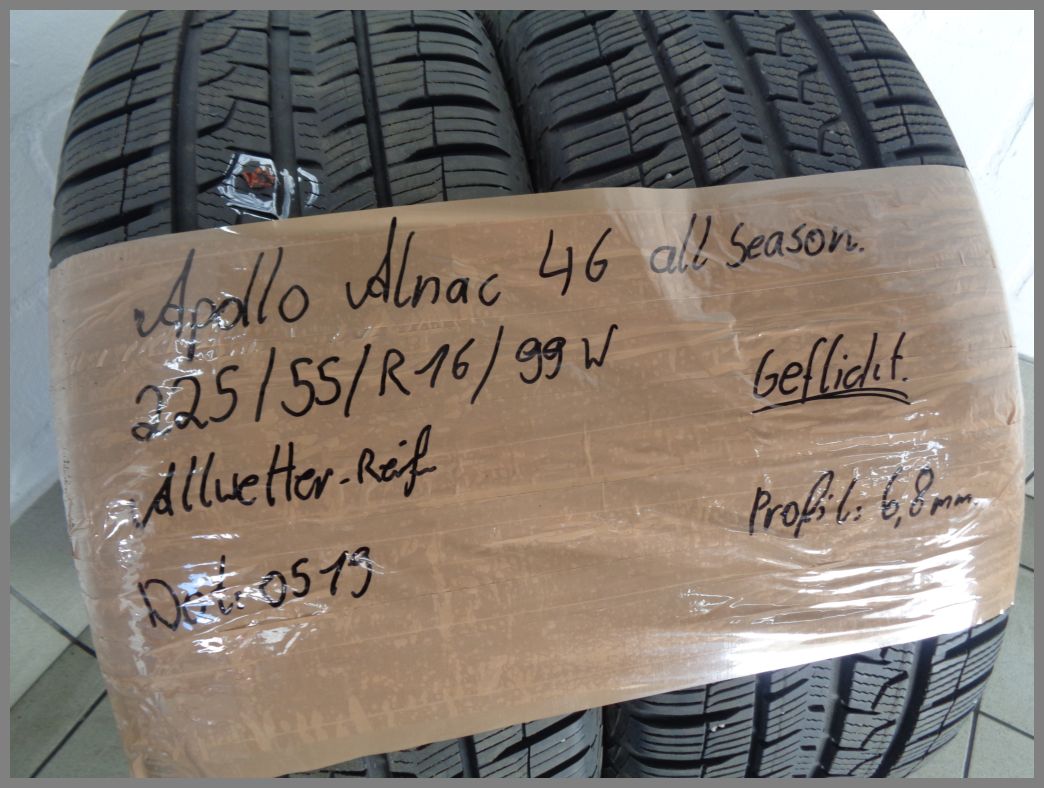 Apollo Alnac 4G all Season.
225/55/R16/99W
Geflickt.
Allwetter-Reif.
Profil: 6,8mm.
Dot: 0519